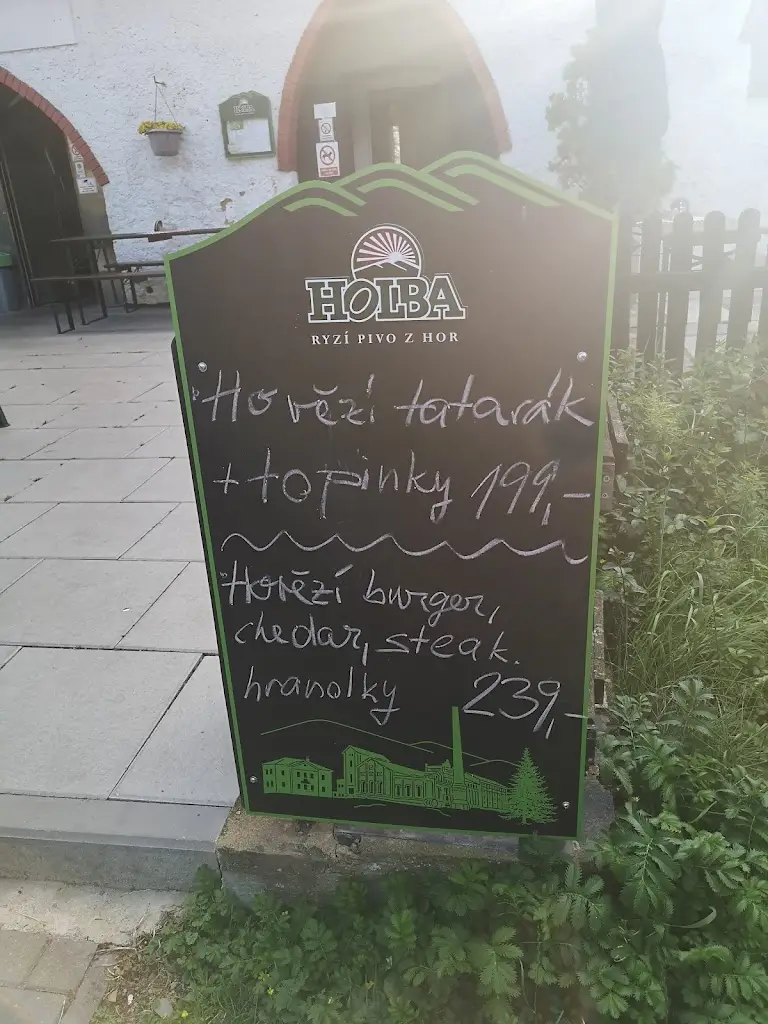 HOLBA
RYZÍ PIVO Z HOR
Hovězí tatarák
+ topinky 199,-
Hovězí burger,
chedar, steak.
hranolky 239,-